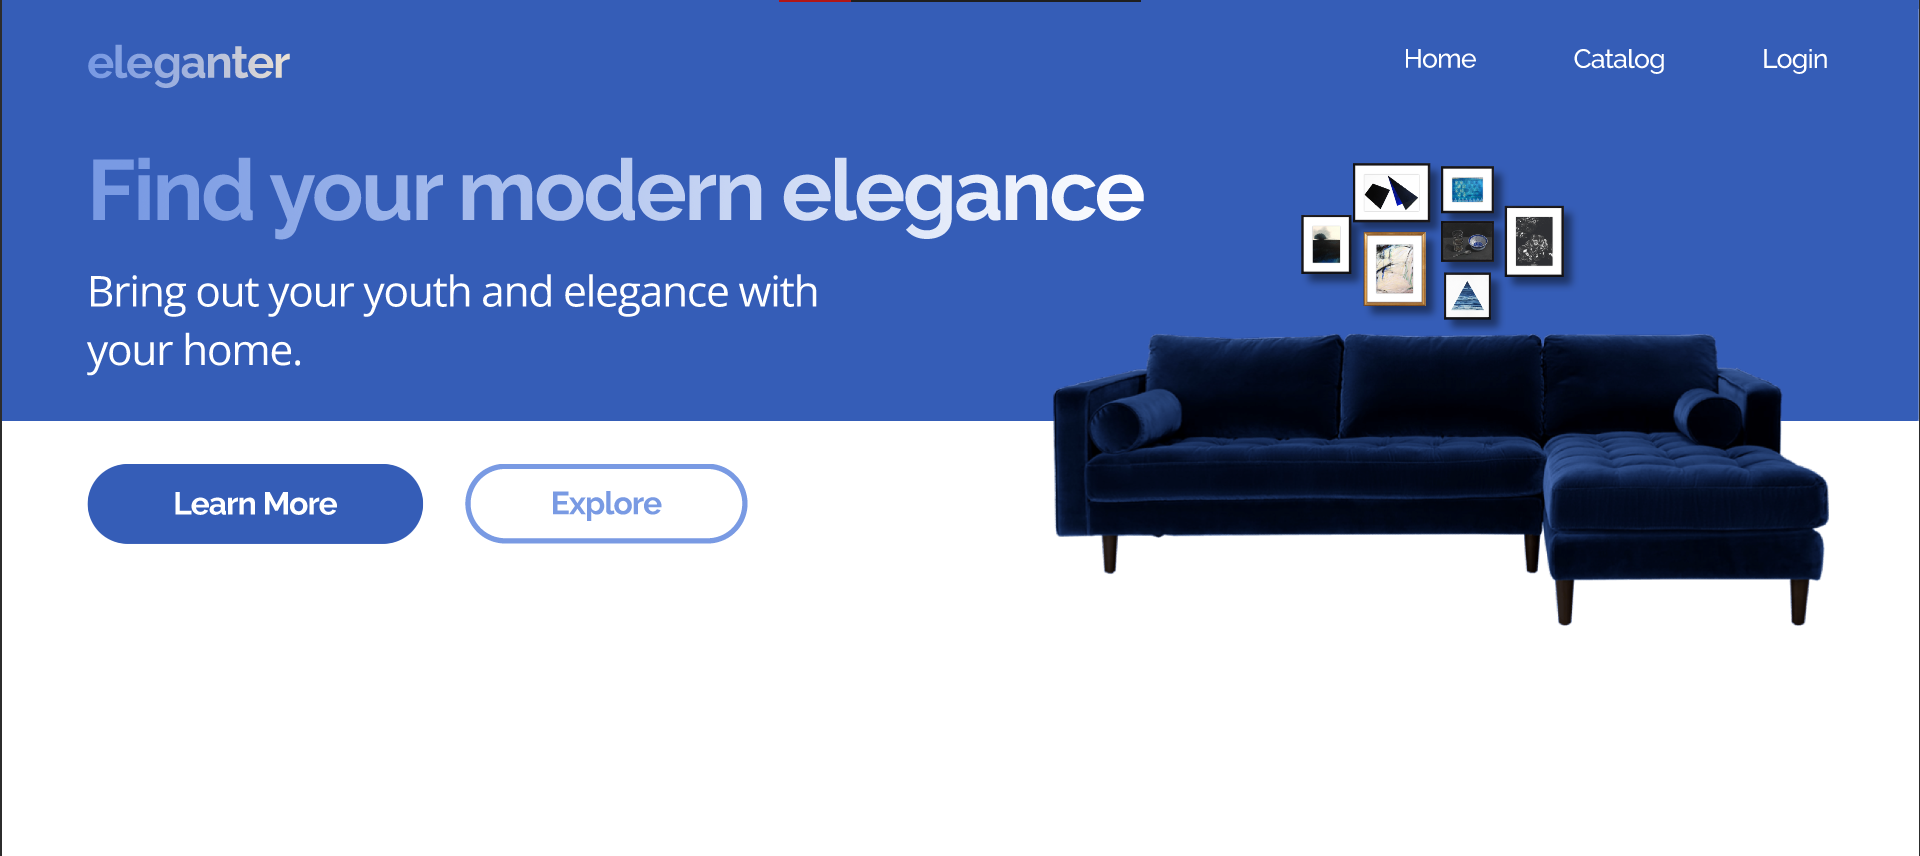 eleganter
Home
Catalog
Login
Find your modern elegance
Bring out your youth and elegance with
your home.
Learn More
Explore